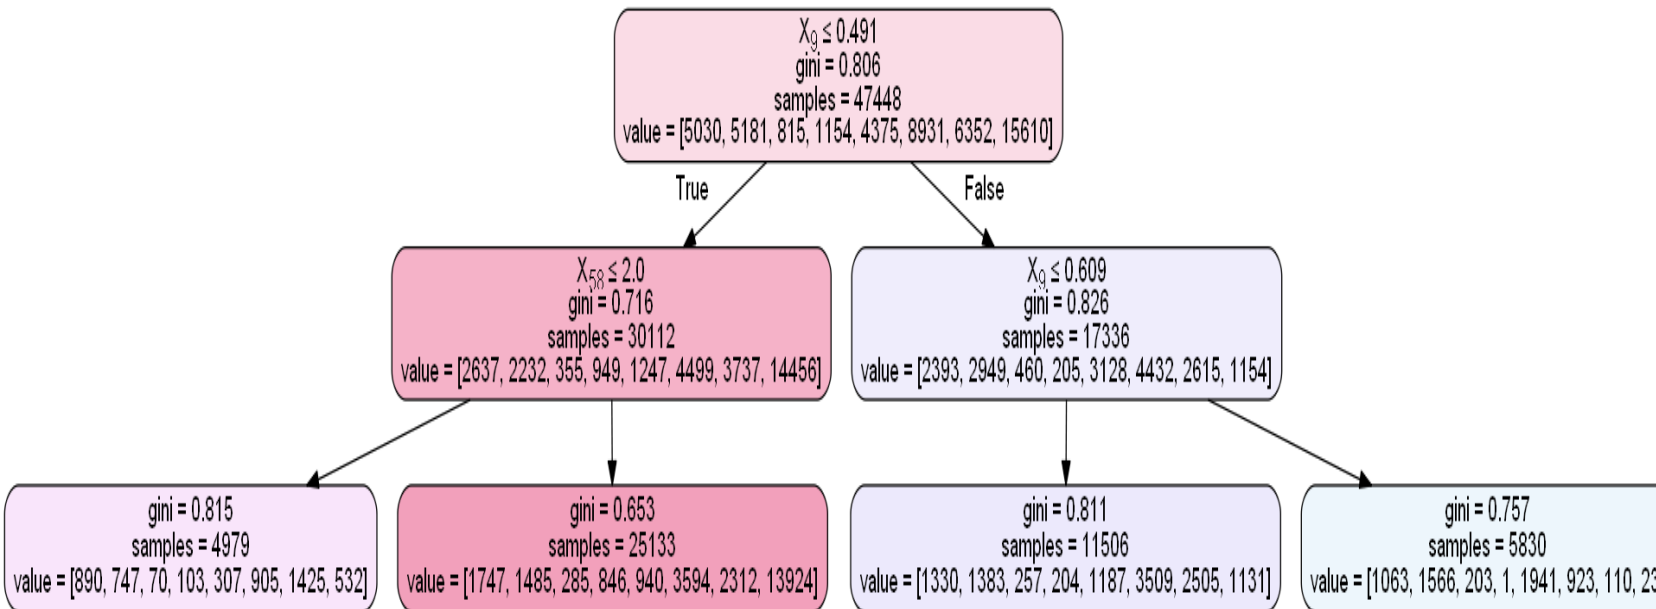 X₉ ≤ 0.491
gini = 0.806
samples = 47448
value = [5030, 5181, 815, 1154, 4375, 8931, 6352, 15610]
True
False
X₅₈ ≤ 2.0
gini = 0.716
samples = 30112
value = [2637, 2232, 355, 949, 1247, 4499, 3737, 14456]
X₉ ≤ 0.609
gini = 0.826
samples = 17336
value = [2393, 2949, 460, 205, 3128, 4432, 2615, 1154]
gini = 0.815
samples = 4979
value = [890, 747, 70, 103, 307, 905, 1425, 532]
gini = 0.653
samples = 25133
value = [1747, 1485, 285, 846, 940, 3594, 2312, 13924]
gini = 0.811
samples = 11506
value = [1330, 1383, 257, 204, 1187, 3509, 2505, 1131]
gini = 0.757
samples = 5830
value = [1063, 1566, 203, 1, 1941, 923, 110, 23